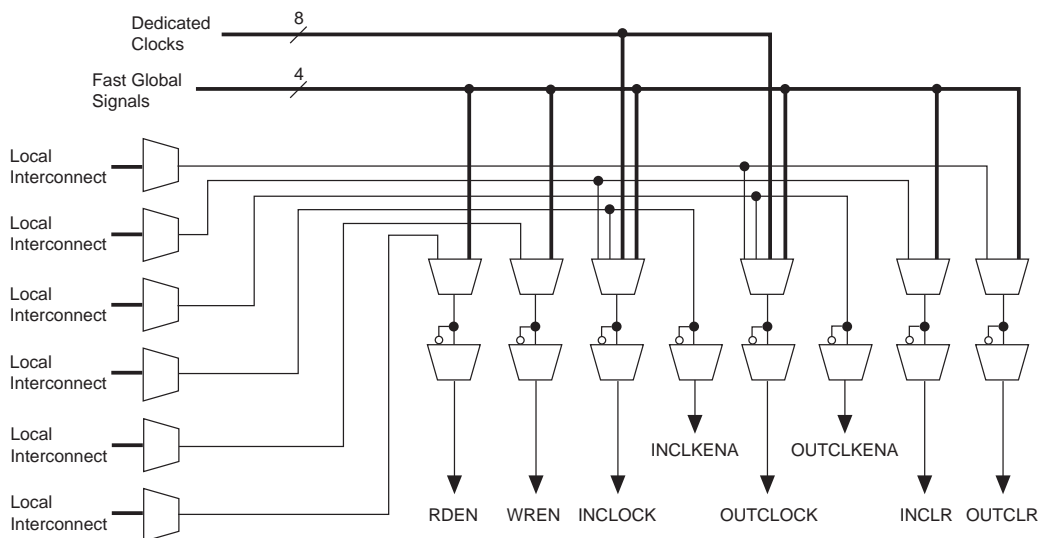 Dedicated
Clocks
8
Fast Global
Signals
4
Local
Interconnect
Local
Interconnect
Local
Interconnect
Local
Interconnect
Local
Interconnect
Local
Interconnect
INCLKENA
OUTCLKENA
RDEN
WREN
INCLOCK
OUTCLOCK
INCLR
OUTCLR